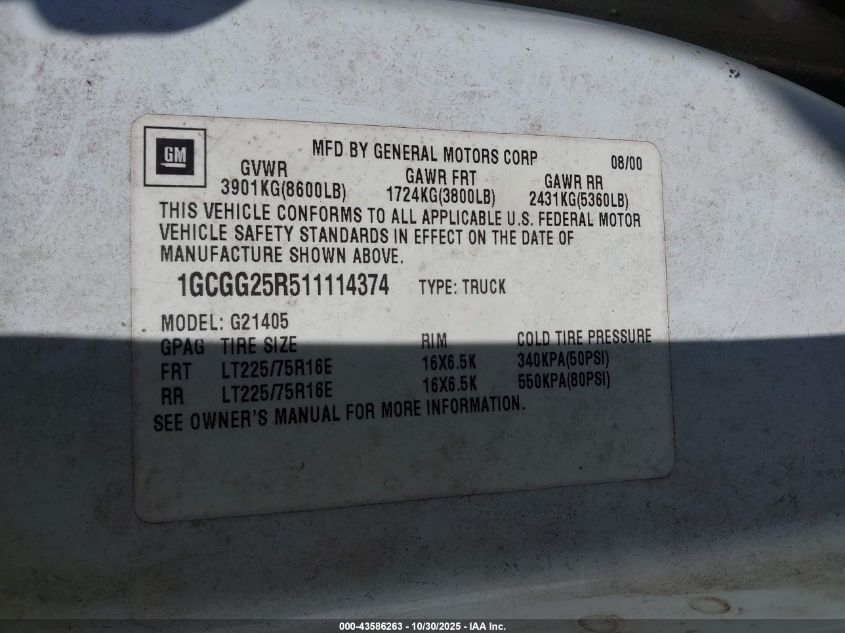 GM
MFD BY GENERAL MOTORS CORP 08/00
GVWR GAWR FRT GAWR RR
3901KG(8600LB) 1724KG(3800LB) 2431KG(5360LB)
THIS VEHICLE CONFORMS TO ALL APPLICABLE U.S. FEDERAL MOTOR
VEHICLE SAFETY STANDARDS IN EFFECT ON THE DATE OF
MANUFACTURE SHOWN ABOVE.
1GCGG25R511114374 TYPE: TRUCK
MODEL: G21405
GPAG TIRE SIZE RIM COLD TIRE PRESSURE
FRT LT225/75R16E 16X6.5K 340KPA(50PSI)
RR LT225/75R16E 16X6.5K 550KPA(80PSI)
SEE OWNER'S MANUAL FOR MORE INFORMATION.
000-43586263 - 10/30/2025 - IAA Inc.